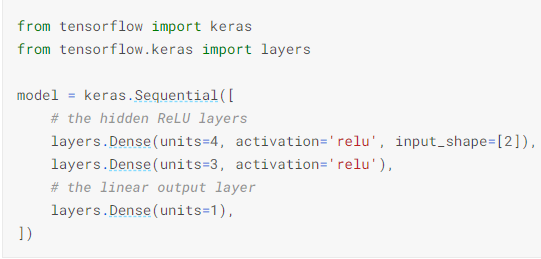 from tensorflow import keras
from tensorflow.keras import layers
model = keras.Sequential([
# the hidden ReLU layers
layers.Dense(units=4, activation='relu', input_shape=[2]),
layers.Dense(units=3, activation='relu'),
# the linear output layer
layers.Dense(units=1),
])